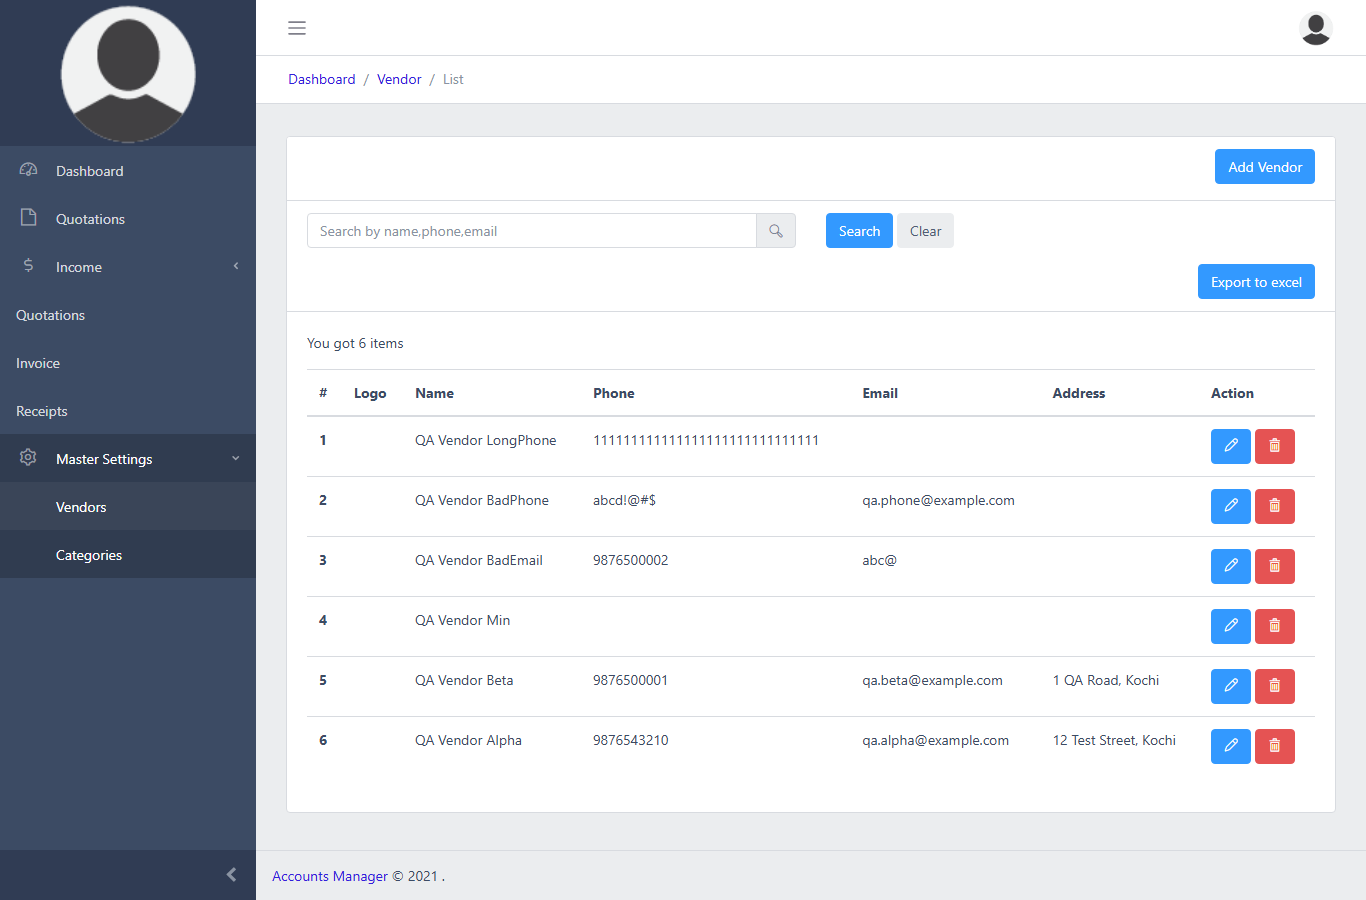 Dashboard / Vendor / List
Dashboard
Quotations
Income
Quotations
Invoice
Receipts
Master Settings
Vendors
Categories
Add Vendor
Search by name,phone,email
Search Clear
Export to excel
You got 6 items
# Logo Name Phone Email Address Action
1 QA Vendor LongPhone 111111111111111111111111111111
2 QA Vendor BadPhone abcd!@#$ qa.phone@example.com
3 QA Vendor BadEmail 9876500002 abc@
4 QA Vendor Min
5 QA Vendor Beta 9876500001 qa.beta@example.com 1 QA Road, Kochi
6 QA Vendor Alpha 9876543210 qa.alpha@example.com 12 Test Street, Kochi
Accounts Manager © 2021 .